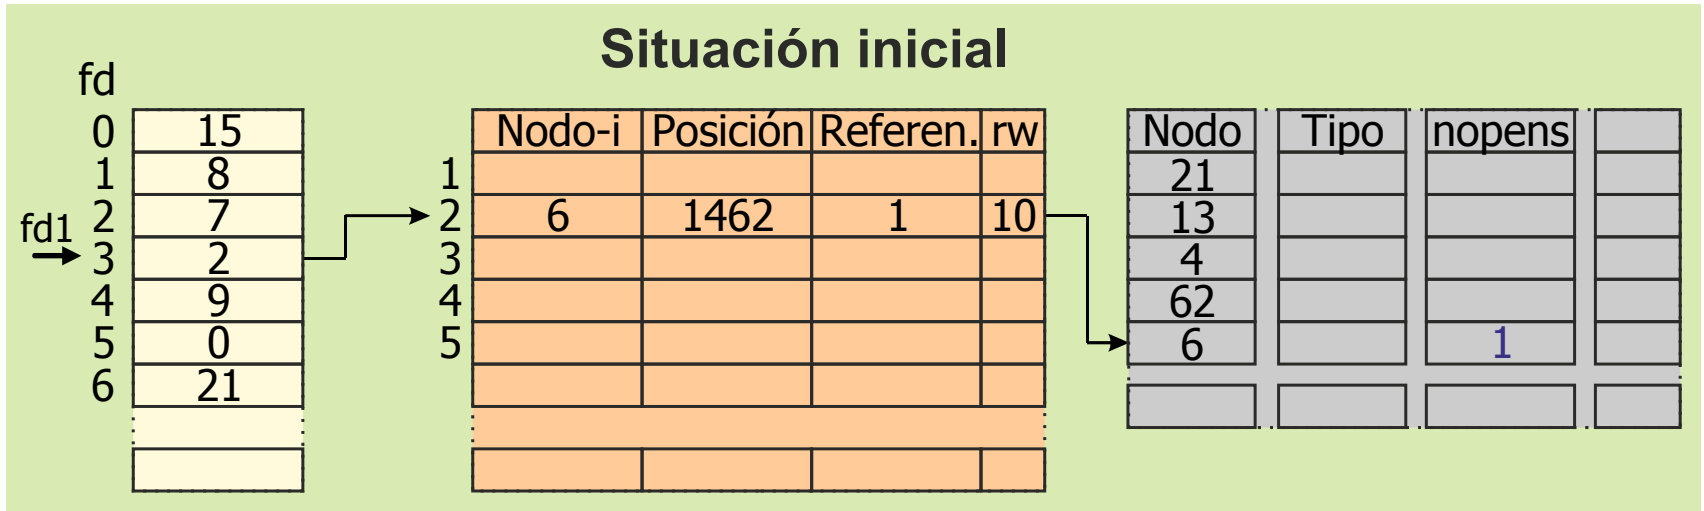 Situación inicial
fd
fd1
0 15
1 8
2 7
3 2
4 9
5 0
6 21
Nodo-i Posición Referen. rw
1
2 6 1462 1 10
3
4
5
Nodo Tipo nopens
21
13
4
62
6 1